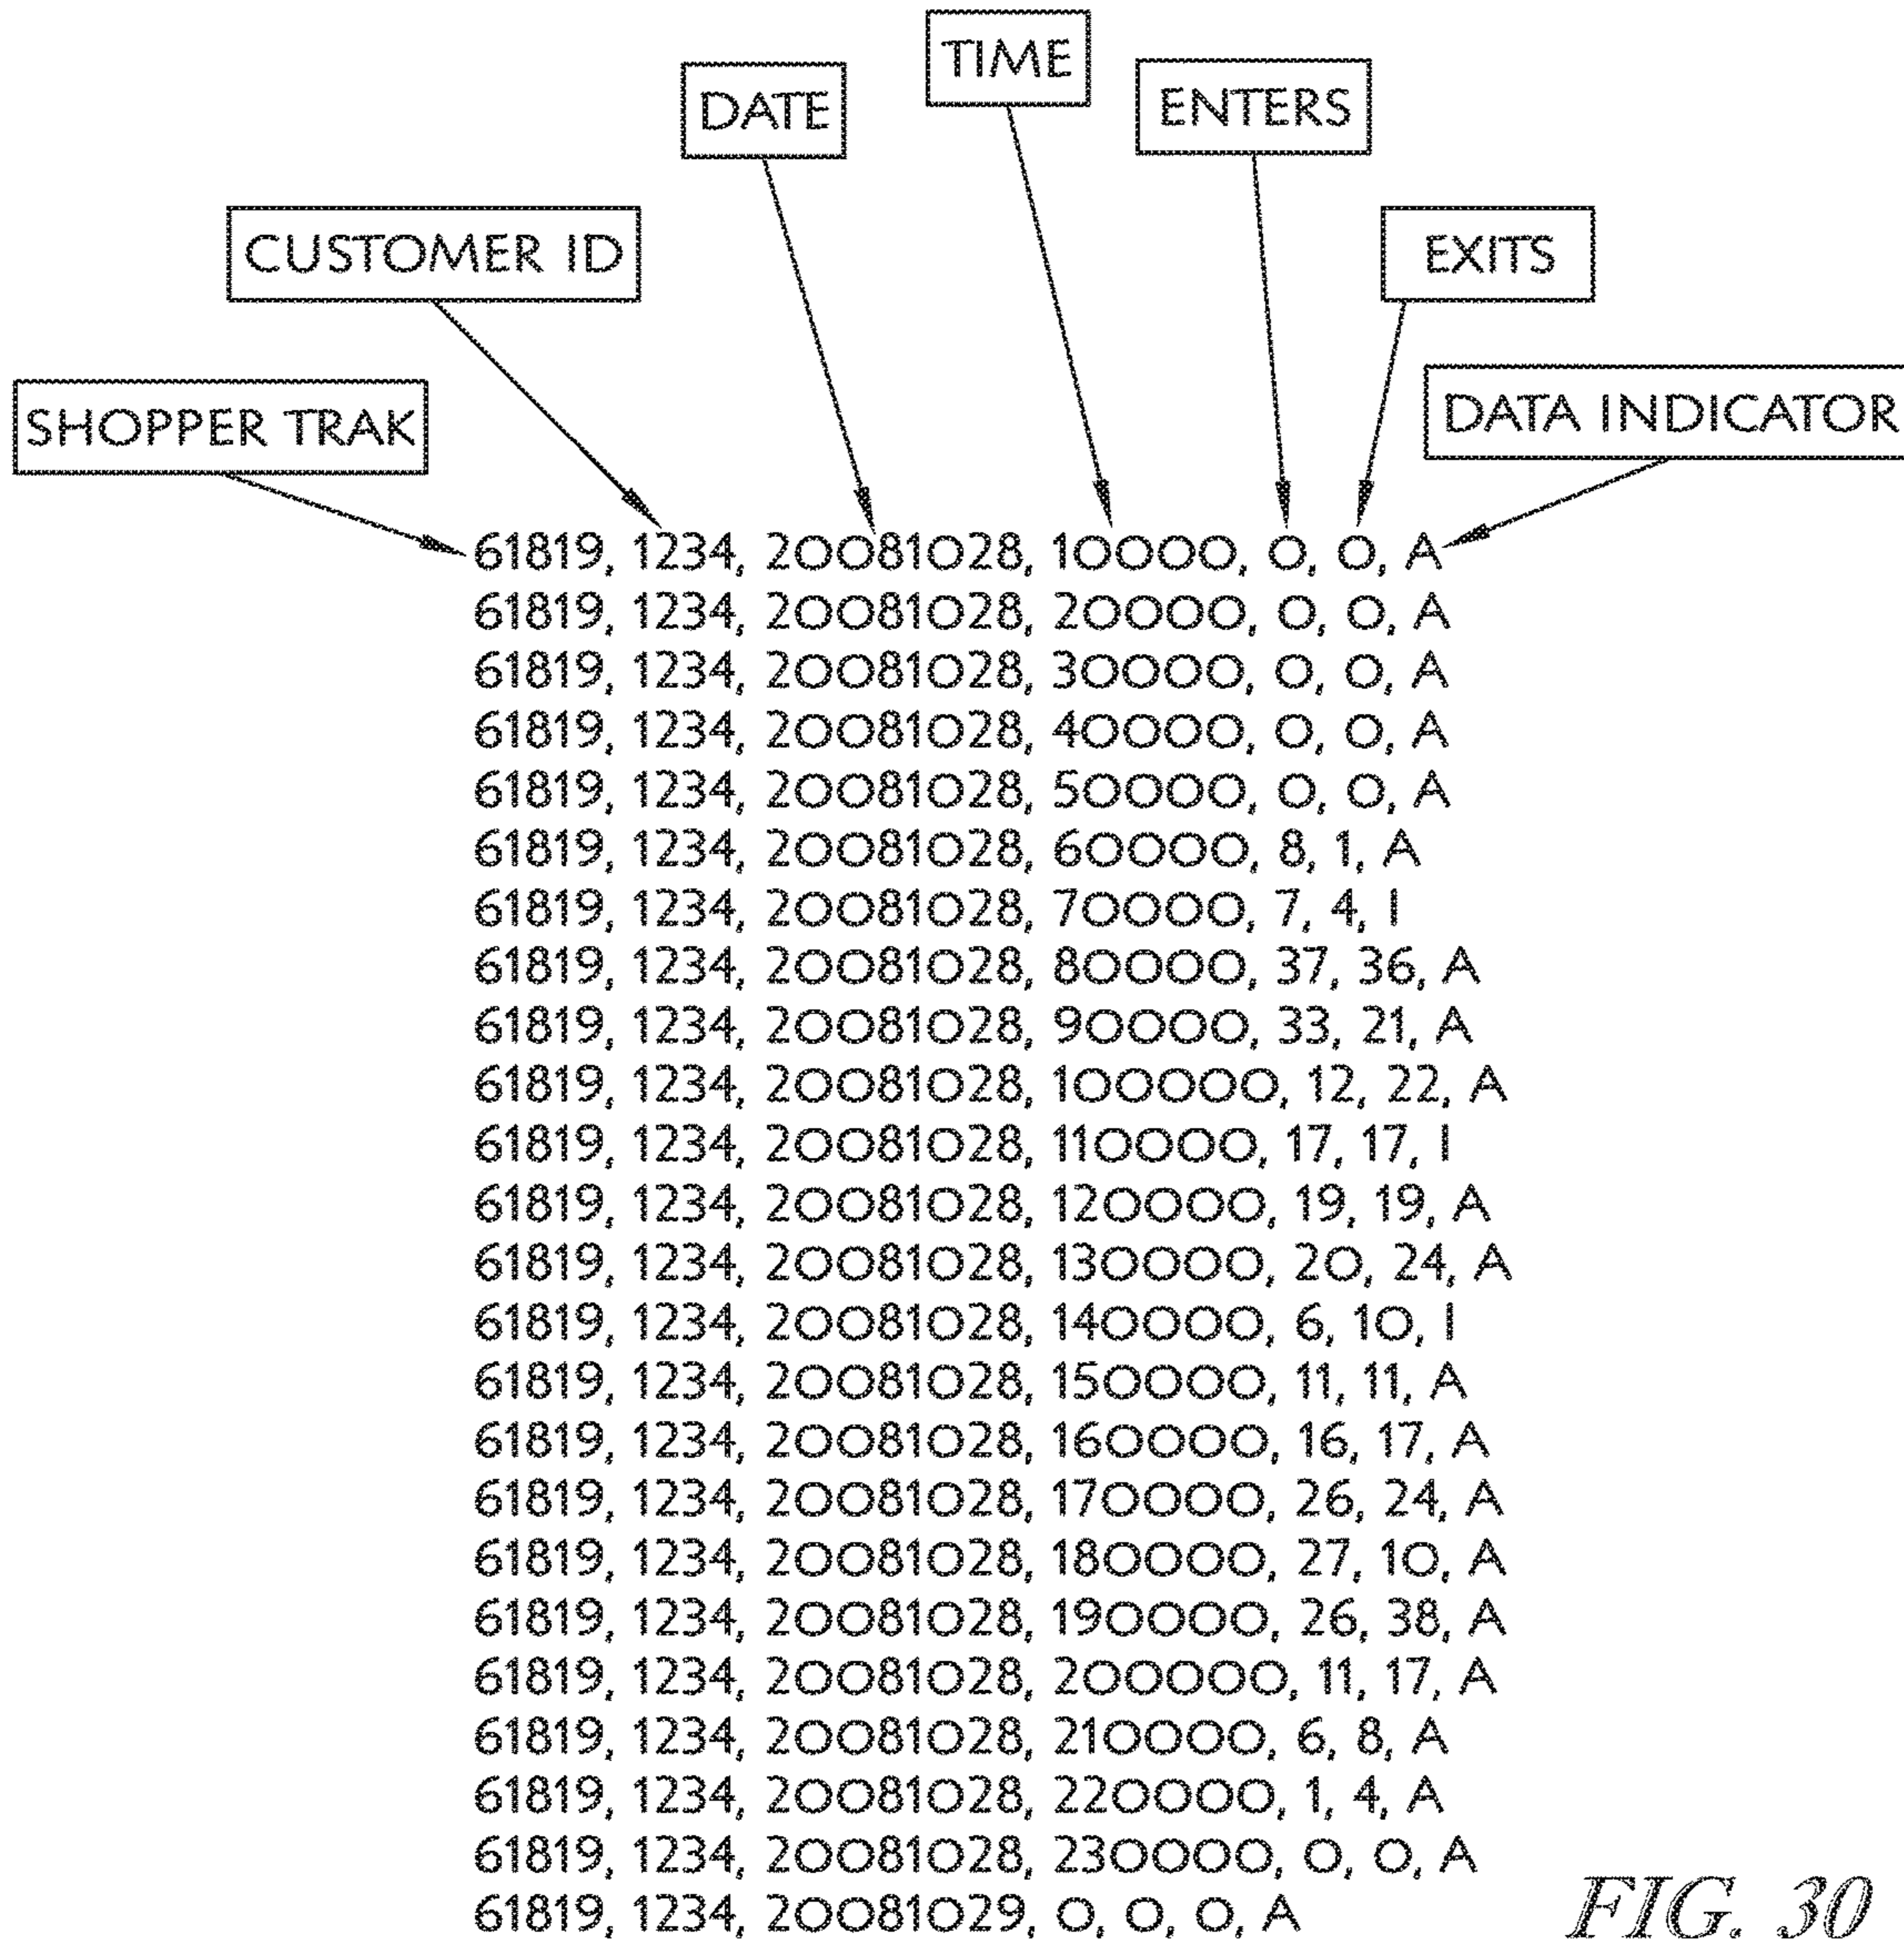 TIME
DATE
ENTERS
CUSTOMER ID
EXITS
SHOPPER TRAK
DATA INDICATOR
61819, 1234, 20081028, 10000, 0, 0, A
61819, 1234, 20081028, 20000, 0, 0, A
61819, 1234, 20081028, 30000, 0, 0, A
61819, 1234, 20081028, 40000, 0, 0, A
61819, 1234, 20081028, 50000, 0, 0, A
61819, 1234, 20081028, 60000, 8, 1, A
61819, 1234, 20081028, 70000, 7, 4, I
61819, 1234, 20081028, 80000, 37, 36, A
61819, 1234, 20081028, 90000, 33, 21, A
61819, 1234, 20081028, 100000, 12, 22, A
61819, 1234, 20081028, 110000, 17, 17, I
61819, 1234, 20081028, 120000, 19, 19, A
61819, 1234, 20081028, 130000, 20, 24, A
61819, 1234, 20081028, 140000, 6, 10, I
61819, 1234, 20081028, 150000, 11, 11, A
61819, 1234, 20081028, 160000, 16, 17, A
61819, 1234, 20081028, 170000, 26, 24, A
61819, 1234, 20081028, 180000, 27, 10, A
61819, 1234, 20081028, 190000, 26, 38, A
61819, 1234, 20081028, 200000, 11, 17, A
61819, 1234, 20081028, 210000, 6, 8, A
61819, 1234, 20081028, 220000, 1, 4, A
61819, 1234, 20081028, 230000, 0, 0, A
61819, 1234, 20081029, 0, 0, 0, A
FIG. 30